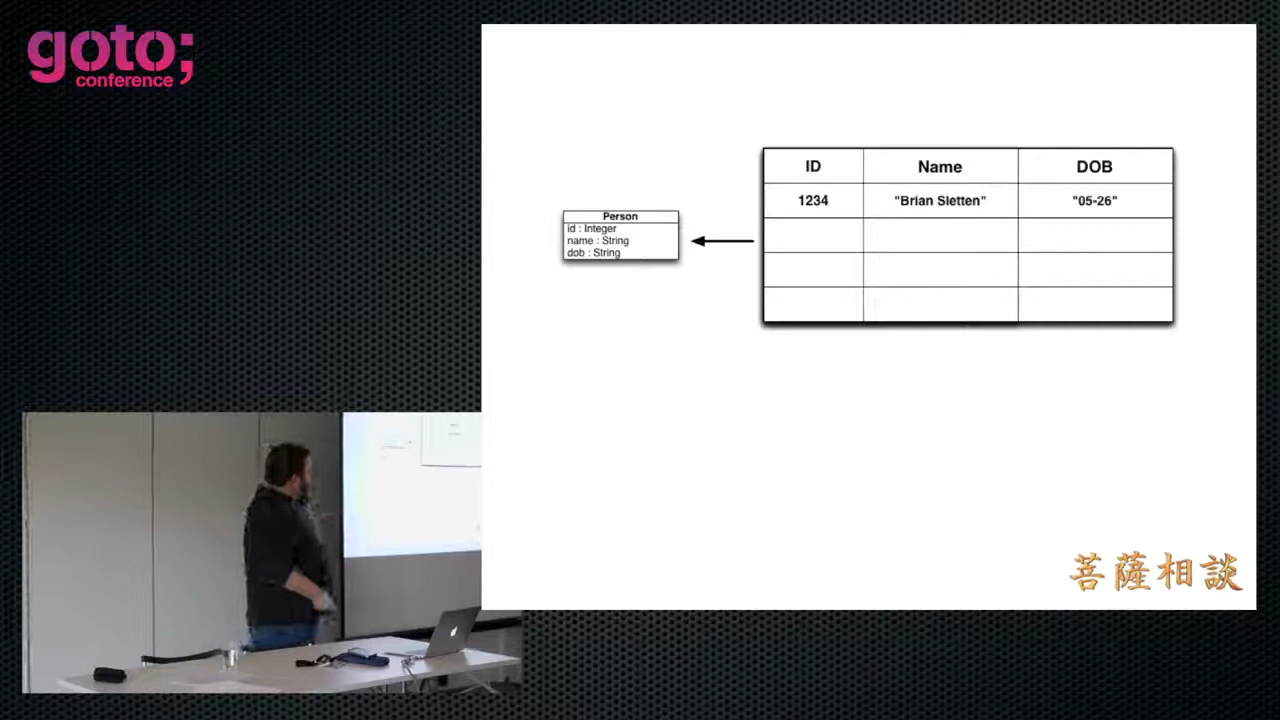 goto;
conference
ID Name DOB
1234 "Brian Sletten" "05-26"
Person
id : Integer
name : String
dob : String
菩薩相談